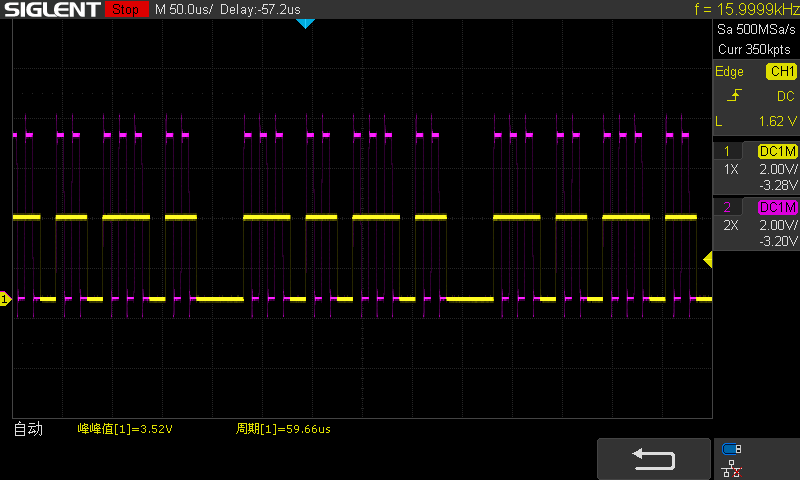 SIGLENT Stop M 50.0us/ Delay:-57.2us f = 15.9999kHz
Sa 500MSa/s
Curr 350kpts
Edge CH1
DC
L 1.62 V
1 DC1M
1X 2.00V/
-3.28V
2 DC1M
2X 2.00V/
-3.20V
1
自动 峰峰值[1]=3.52V 周期[1]=59.66us